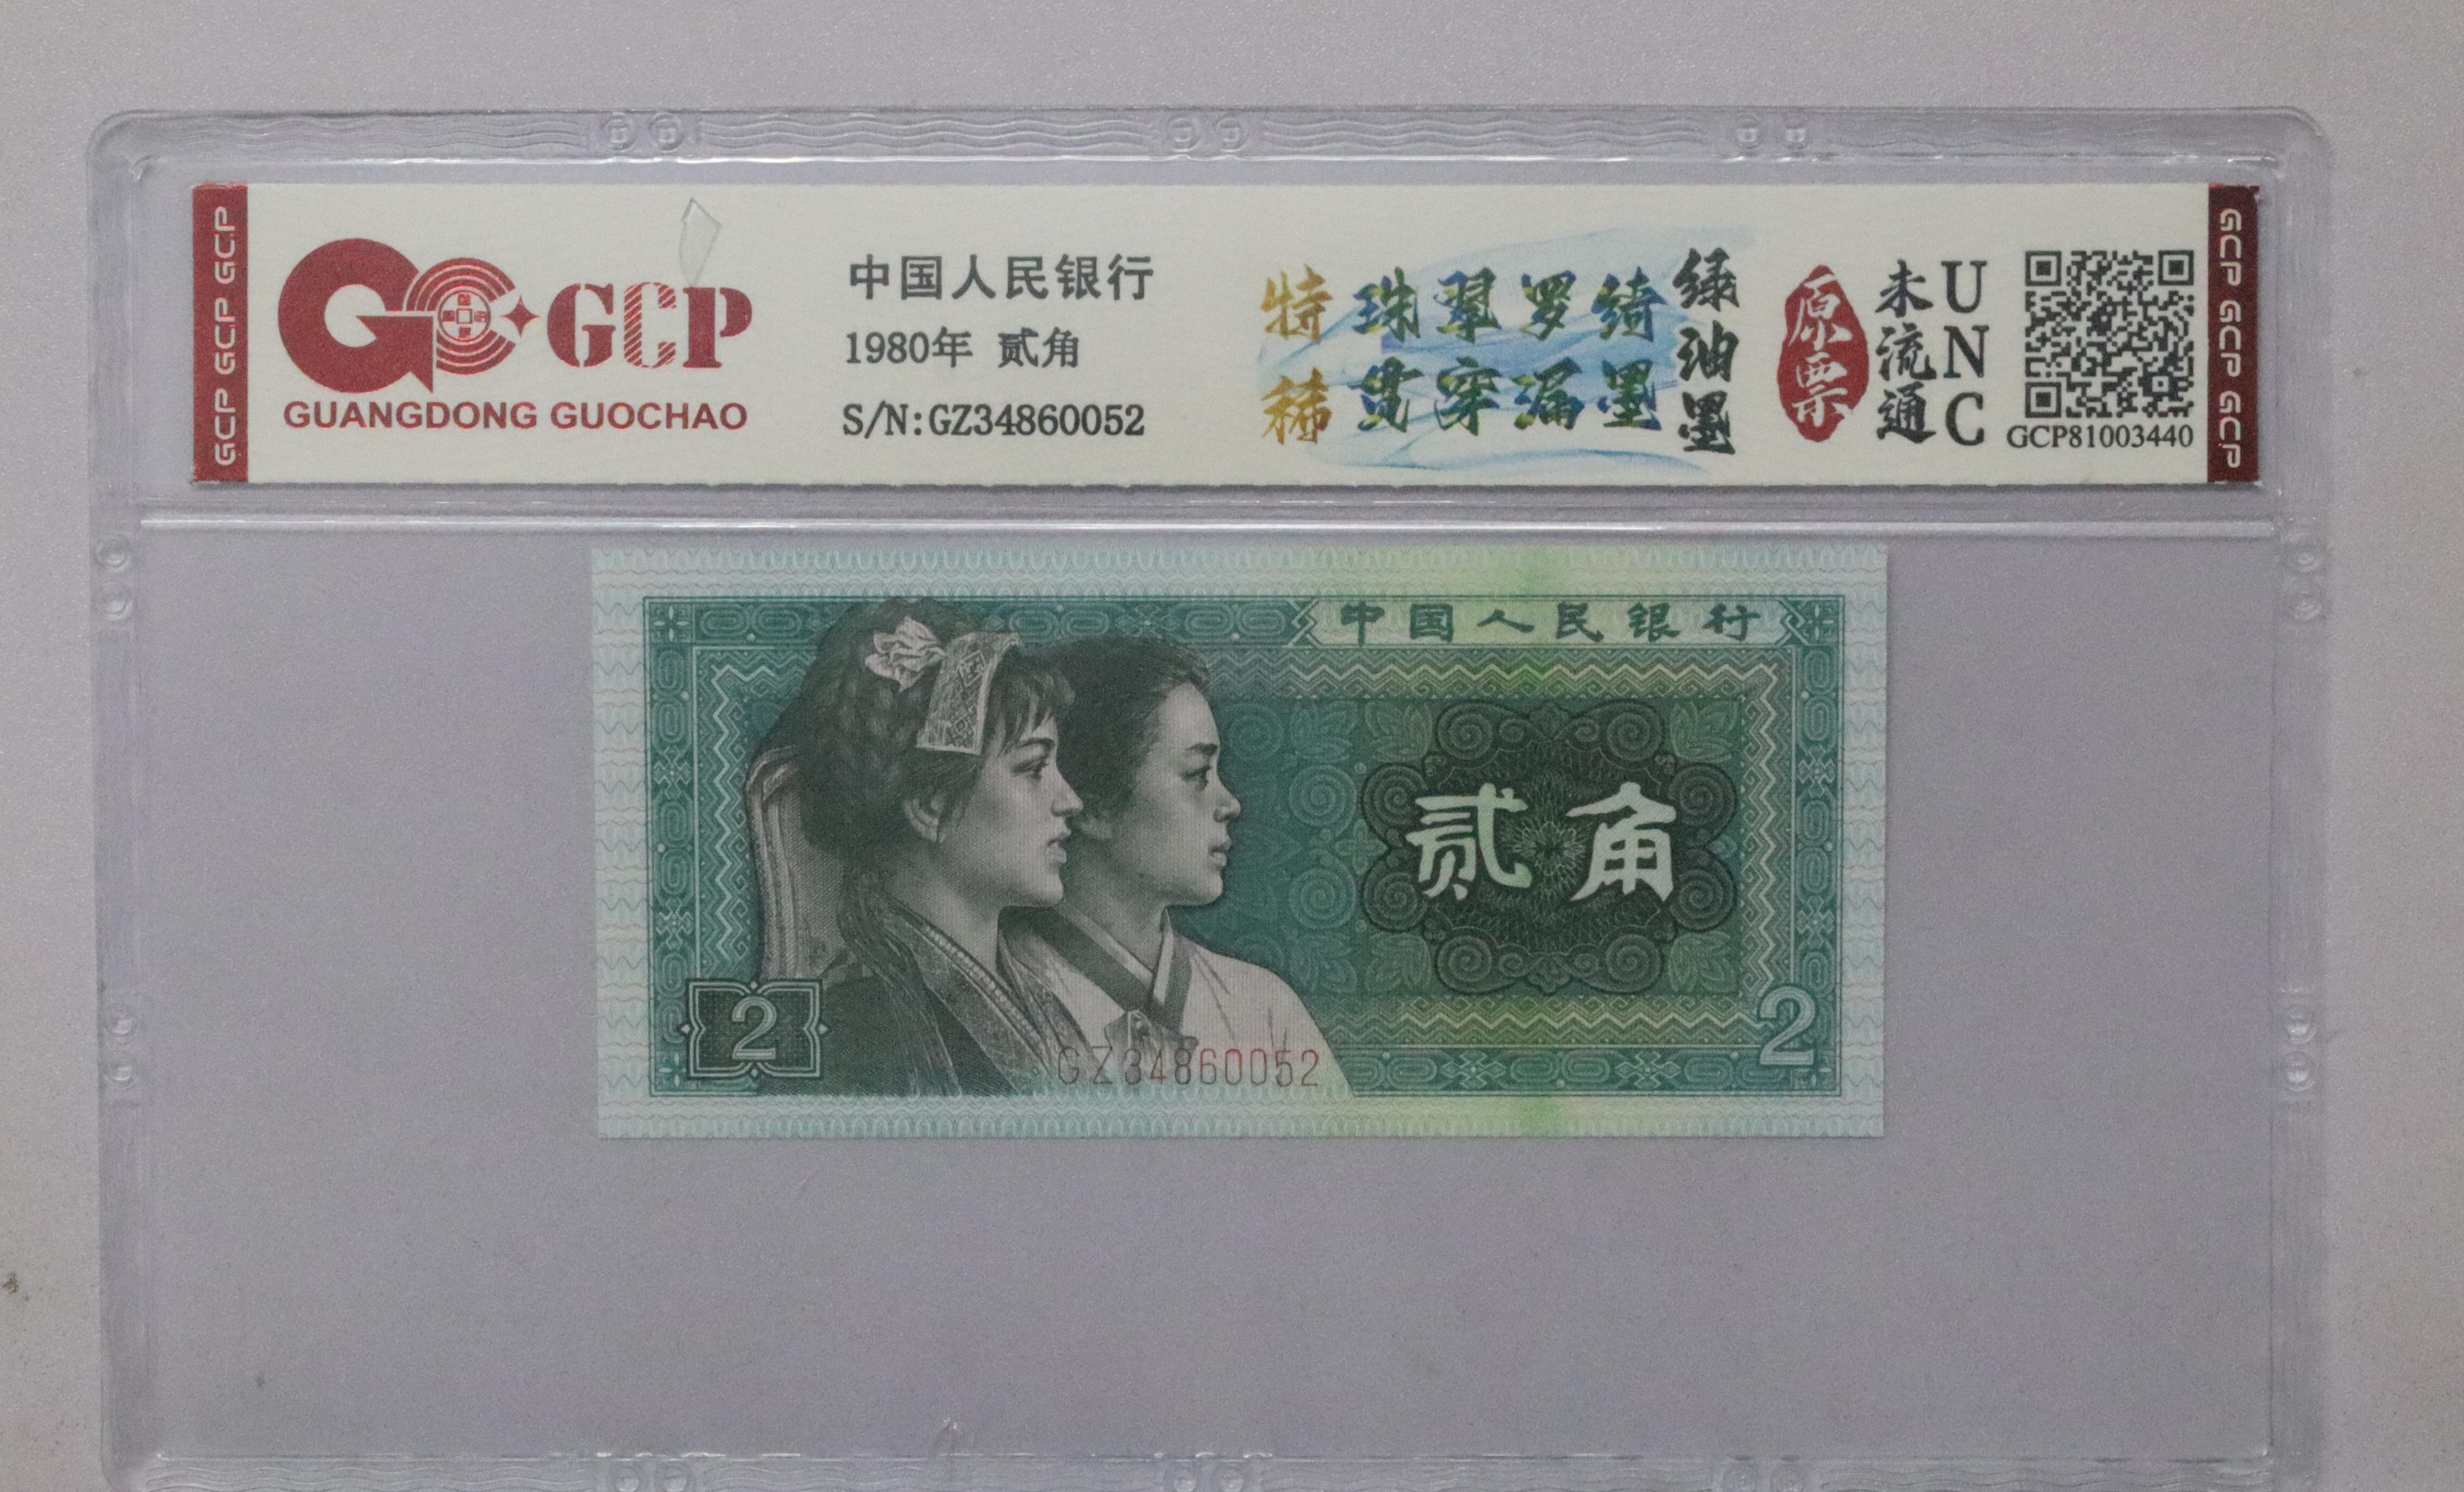 GCP GCP GCP
GCP
GUANGDONG GUOCHAO
中国人民银行
1980年 贰角
S/N:GZ34860052
特稀
珠翠罗绮
贯穿漏墨
绿油墨
原票
未流通
UNC
GCP81003440
GCP GCP GCP
中国人民银行
贰角
2
GZ34860052
2